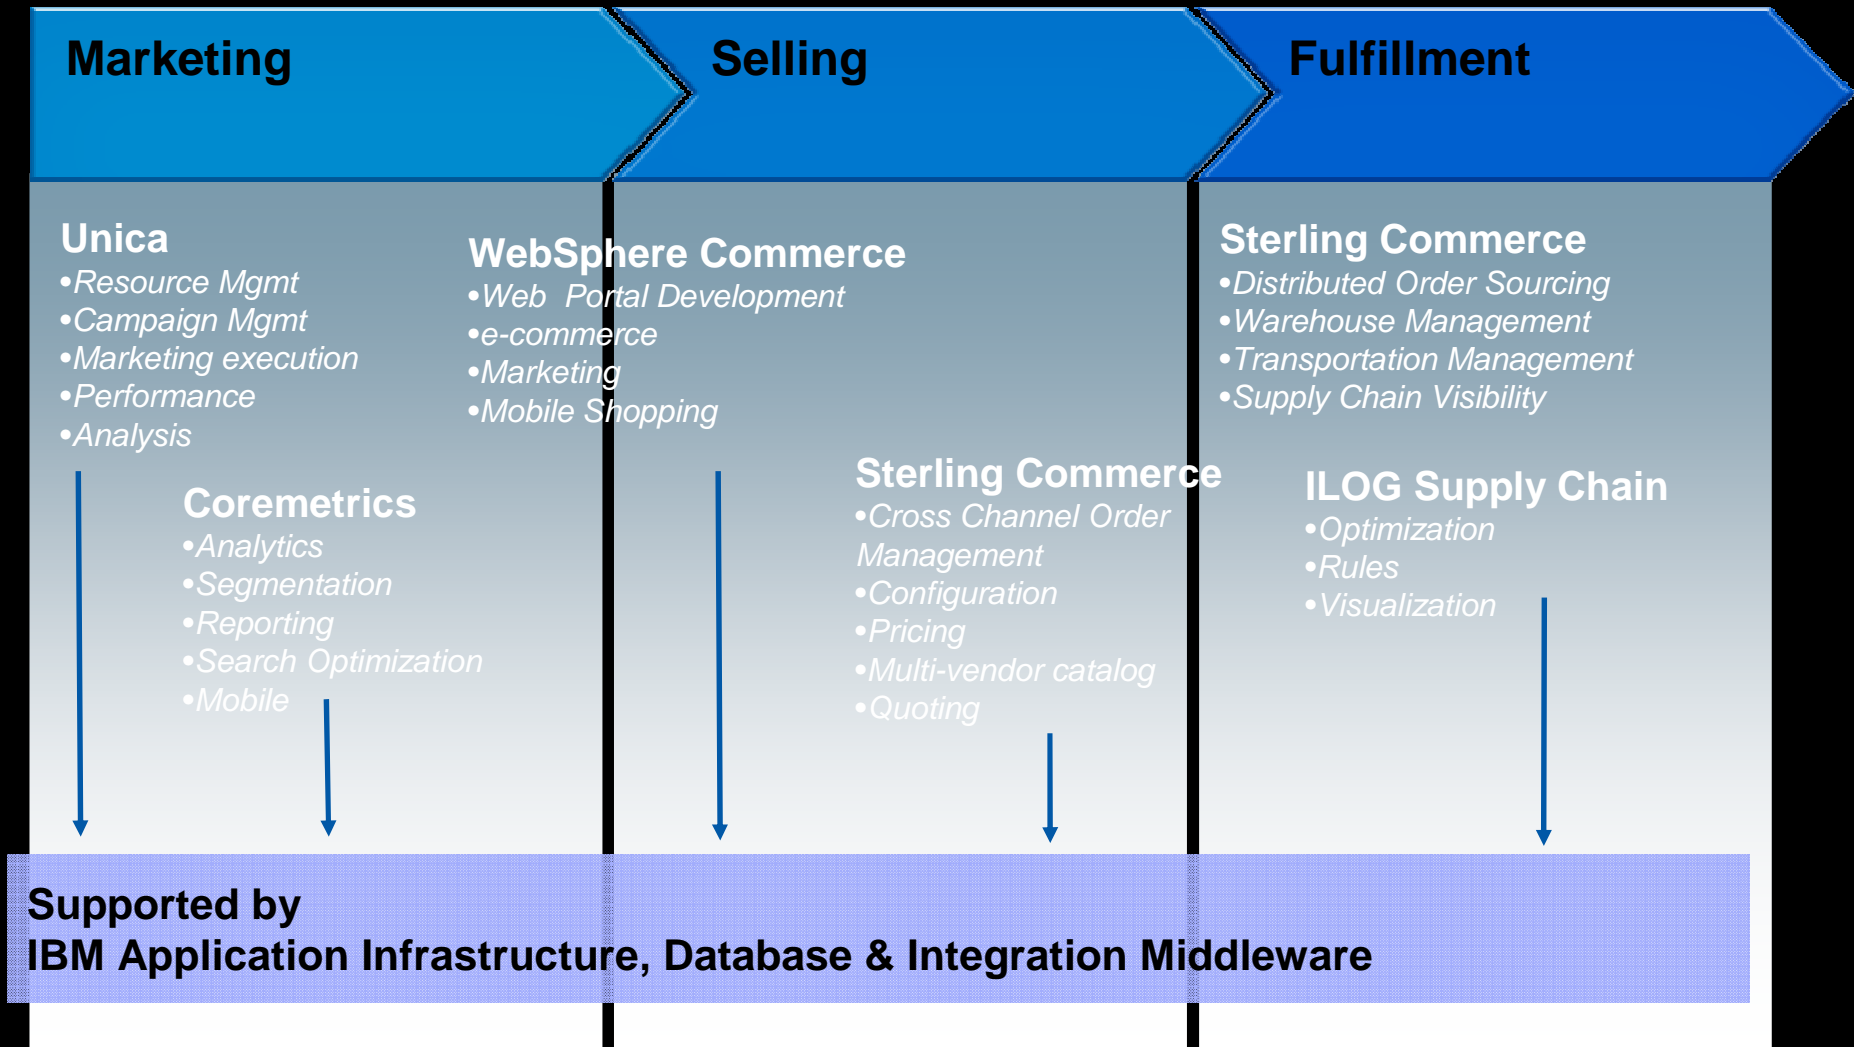 Marketing
Selling
Fulfillment
Unica
•Resource Mgmt
•Campaign Mgmt
•Marketing execution
•Performance
•Analysis
Coremetrics
•Analytics
•Segmentation
•Reporting
•Search Optimization
•Mobile
WebSphere Commerce
•Web  Portal Development
•e-commerce
•Marketing
•Mobile Shopping
Sterling Commerce
•Cross Channel Order
Management
•Configuration
•Pricing
•Multi-vendor catalog
•Quoting
Sterling Commerce
•Distributed Order Sourcing
•Warehouse Management
•Transportation Management
•Supply Chain Visibility
ILOG Supply Chain
•Optimization
•Rules
•Visualization
Supported by
IBM Application Infrastructure, Database & Integration Middleware